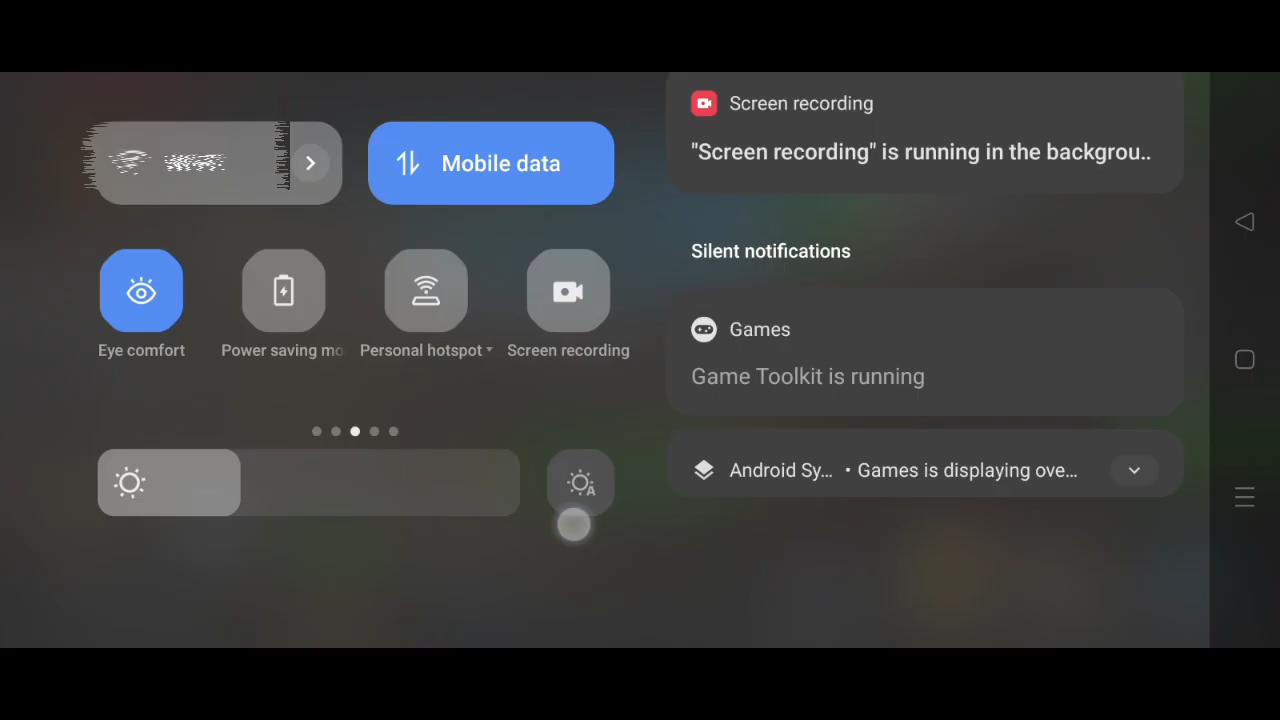 Mobile data
Eye comfort
Power saving mo
Personal hotspot
Screen recording
Screen recording
"Screen recording" is running in the backgrou..
Silent notifications
Games
Game Toolkit is running
Android Sy... • Games is displaying ove...